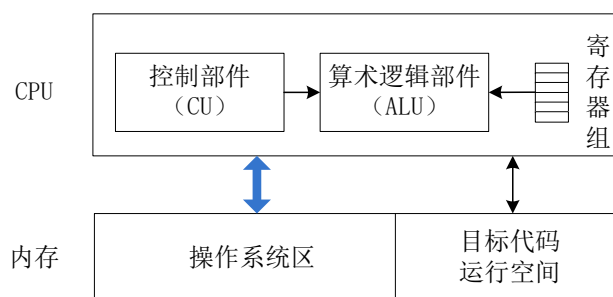 CPU
控制部件
（CU）
算术逻辑部件
（ALU）
寄存器组
内存
操作系统区
目标代码
运行空间